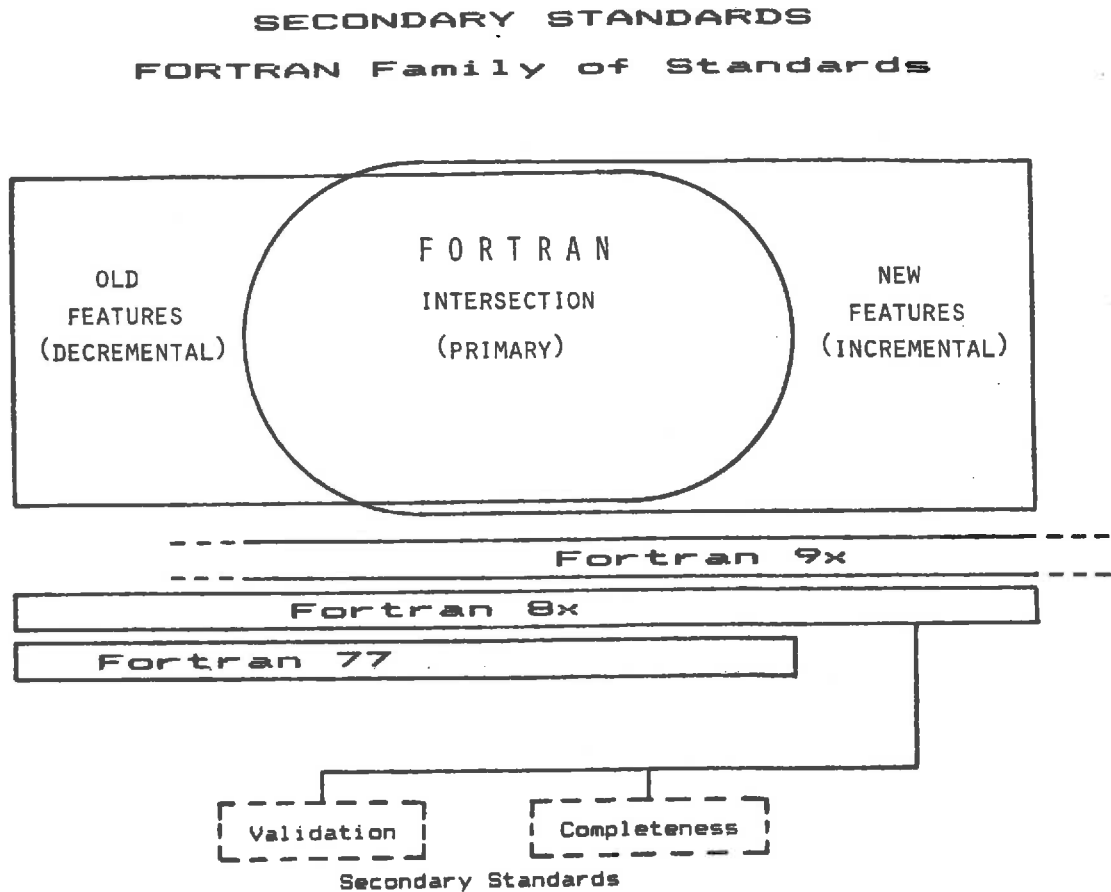 SECONDARY STANDARDS
FORTRAN Family of Standards
OLD
FEATURES
(DECREMENTAL)
FORTRAN
INTERSECTION
(PRIMARY)
NEW
FEATURES
(INCREMENTAL)
Fortran 9x
Fortran 8x
Fortran 77
Validation
Completeness
Secondary Standards